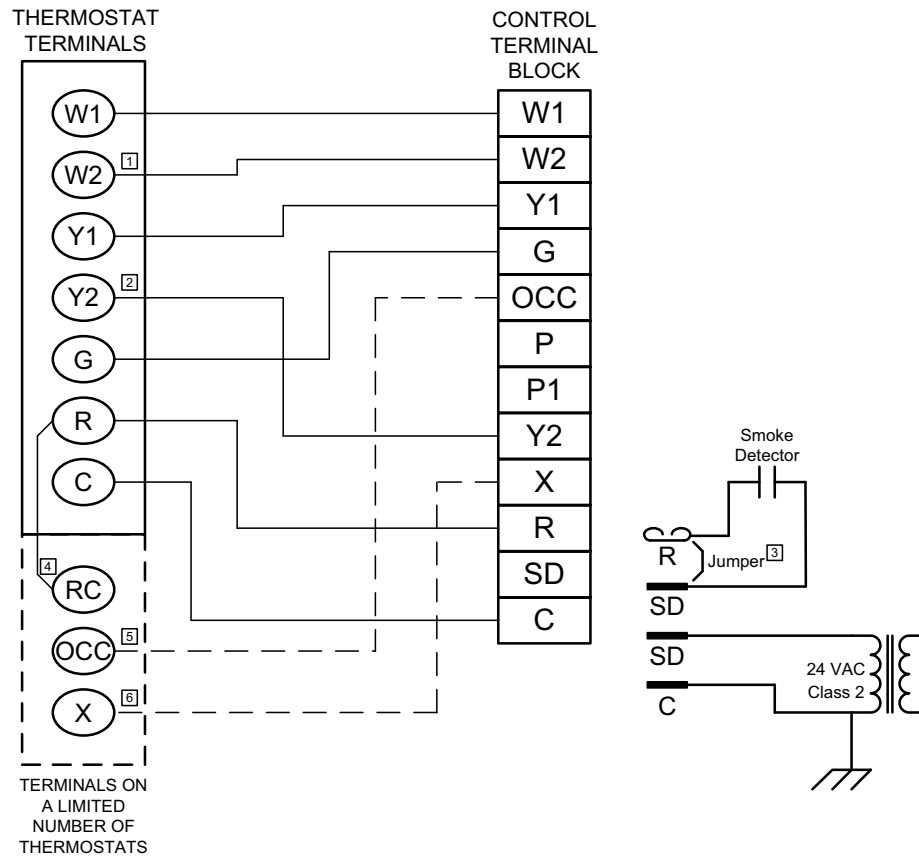 THERMOSTAT
TERMINALS
W1
W2
1
Y1
Y2
2
G
R
C
4
RC
OCC
5
X
6
TERMINALS ON
A LIMITED
NUMBER OF
THERMOSTATS
CONTROL
TERMINAL
BLOCK
W1
W2
Y1
G
OCC
P
P1
Y2
X
R
SD
C
Smoke
Detector
R
Jumper 3
SD
SD
24 VAC
Class 2
C